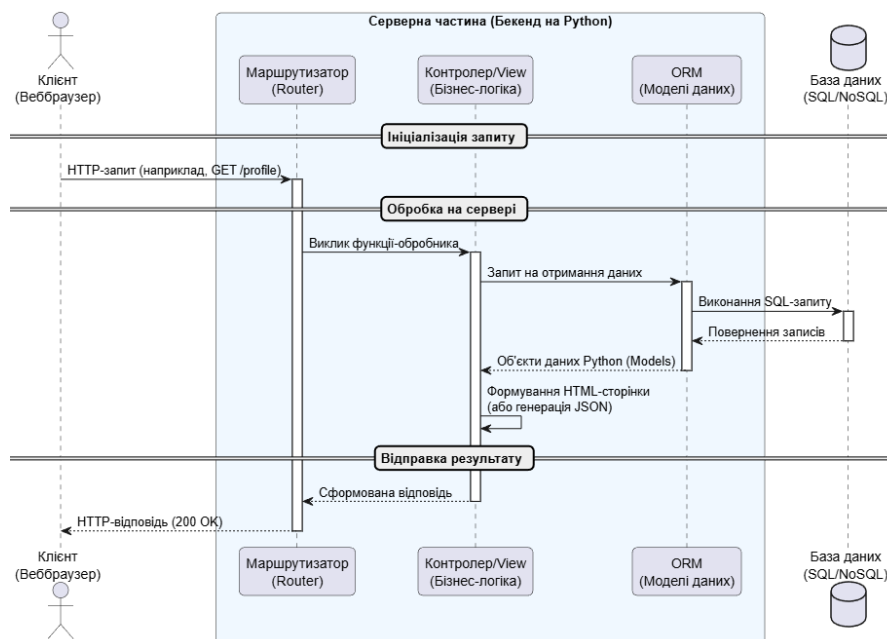 Серверна частина (Бекенд на Python)
Клієнт
(Веббраузер)
Маршрутизатор
(Router)
Контролер/View
(Бізнес-логіка)
ORM
(Моделі даних)
База даних
(SQL/NoSQL)
Ініціалізація запиту
HTTP-запит (наприклад, GET /profile)
Обробка на сервері
Виклик функції-обробника
Запит на отримання даних
Виконання SQL-запиту
Повернення записів
Об'єкти даних Python (Models)
Формування HTML-сторінки
(або генерація JSON)
Відправка результату
Сформована відповідь
HTTP-відповідь (200 OK)
Клієнт
(Веббраузер)
Маршрутизатор
(Router)
Контролер/View
(Бізнес-логіка)
ORM
(Моделі даних)
База даних
(SQL/NoSQL)